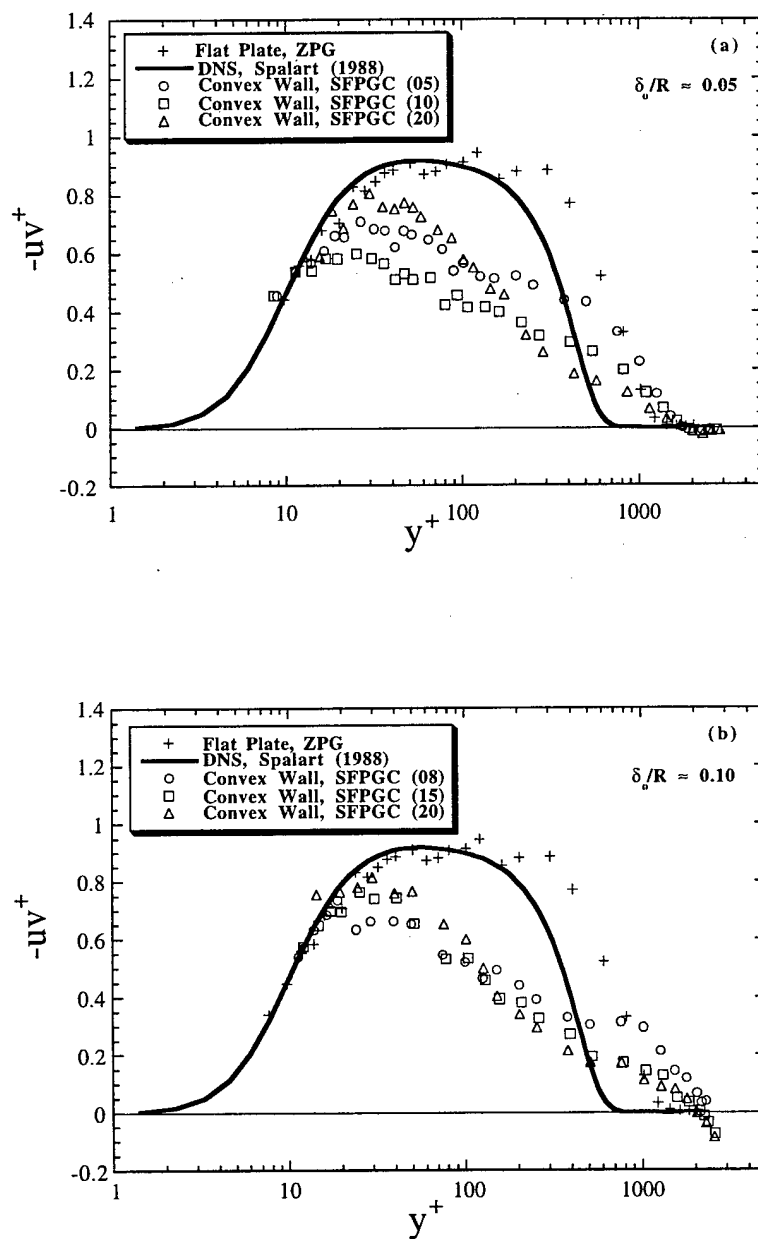 1.4
1.2
1
0.8
0.6
0.4
0.2
0
-0.2
-uv+
Flat Plate, ZPG
DNS, Spalart (1988)
Convex Wall, SFPGC (05)
Convex Wall, SFPGC (10)
Convex Wall, SFPGC (20)
(a)
δo/R ≈ 0.05
1
10
100
1000
y+
1.4
1.2
1
0.8
0.6
0.4
0.2
0
-0.2
-uv+
Flat Plate, ZPG
DNS, Spalart (1988)
Convex Wall, SFPGC (08)
Convex Wall, SFPGC (15)
Convex Wall, SFPGC (20)
(b)
δo/R ≈ 0.10
1
10
100
1000
y+